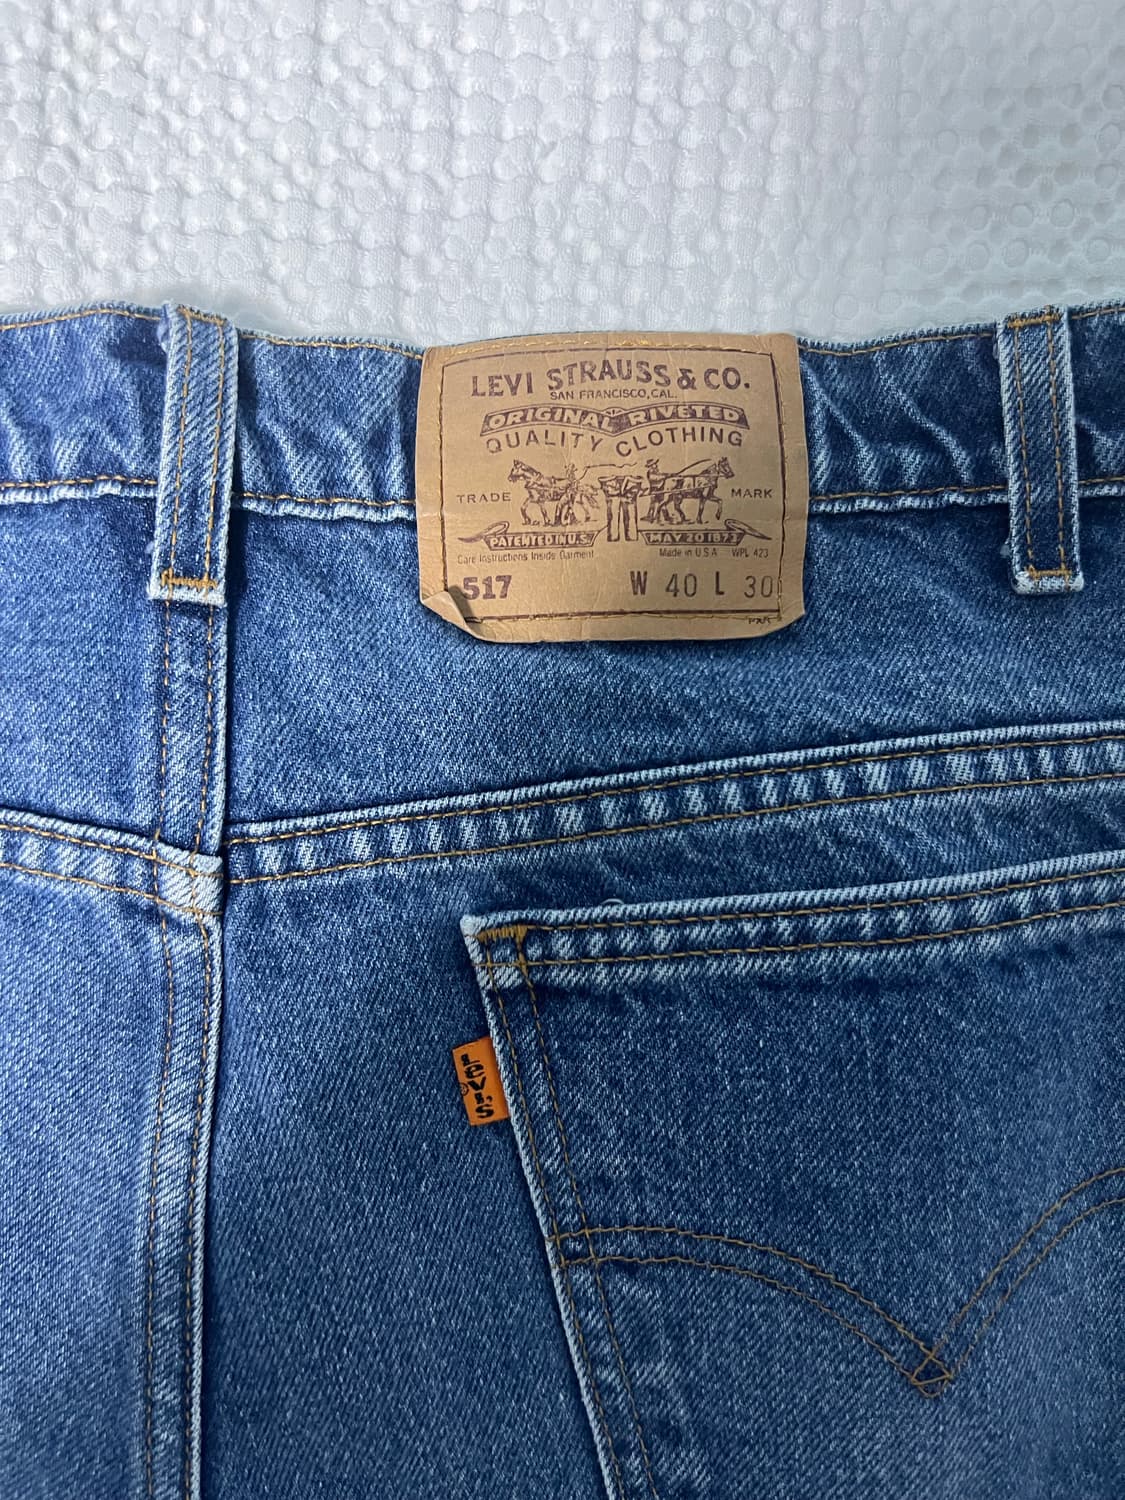 LEVI STRAUSS & CO.
SAN FRANCISCO, CAL.
ORIGINAL RIVETED
QUALITY CLOTHING
TRADE MARK
PATENTED IN U.S. MAY 20 1873
Care Instructions Inside Garment Made in U.S.A WPL 423
517 W 40 L 30
Levi's
®